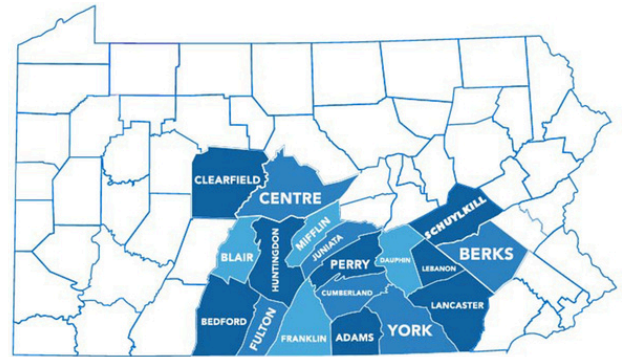 CLEARFIELD
CENTRE
SCHUYLKILL
MIFFLIN
JUNIATA
BLAIR
HUNTINGDON
PERRY
DAUPHIN
LEBANON
BERKS
CUMBERLAND
LANCASTER
BEDFORD
FULTON
FRANKLIN
ADAMS
YORK